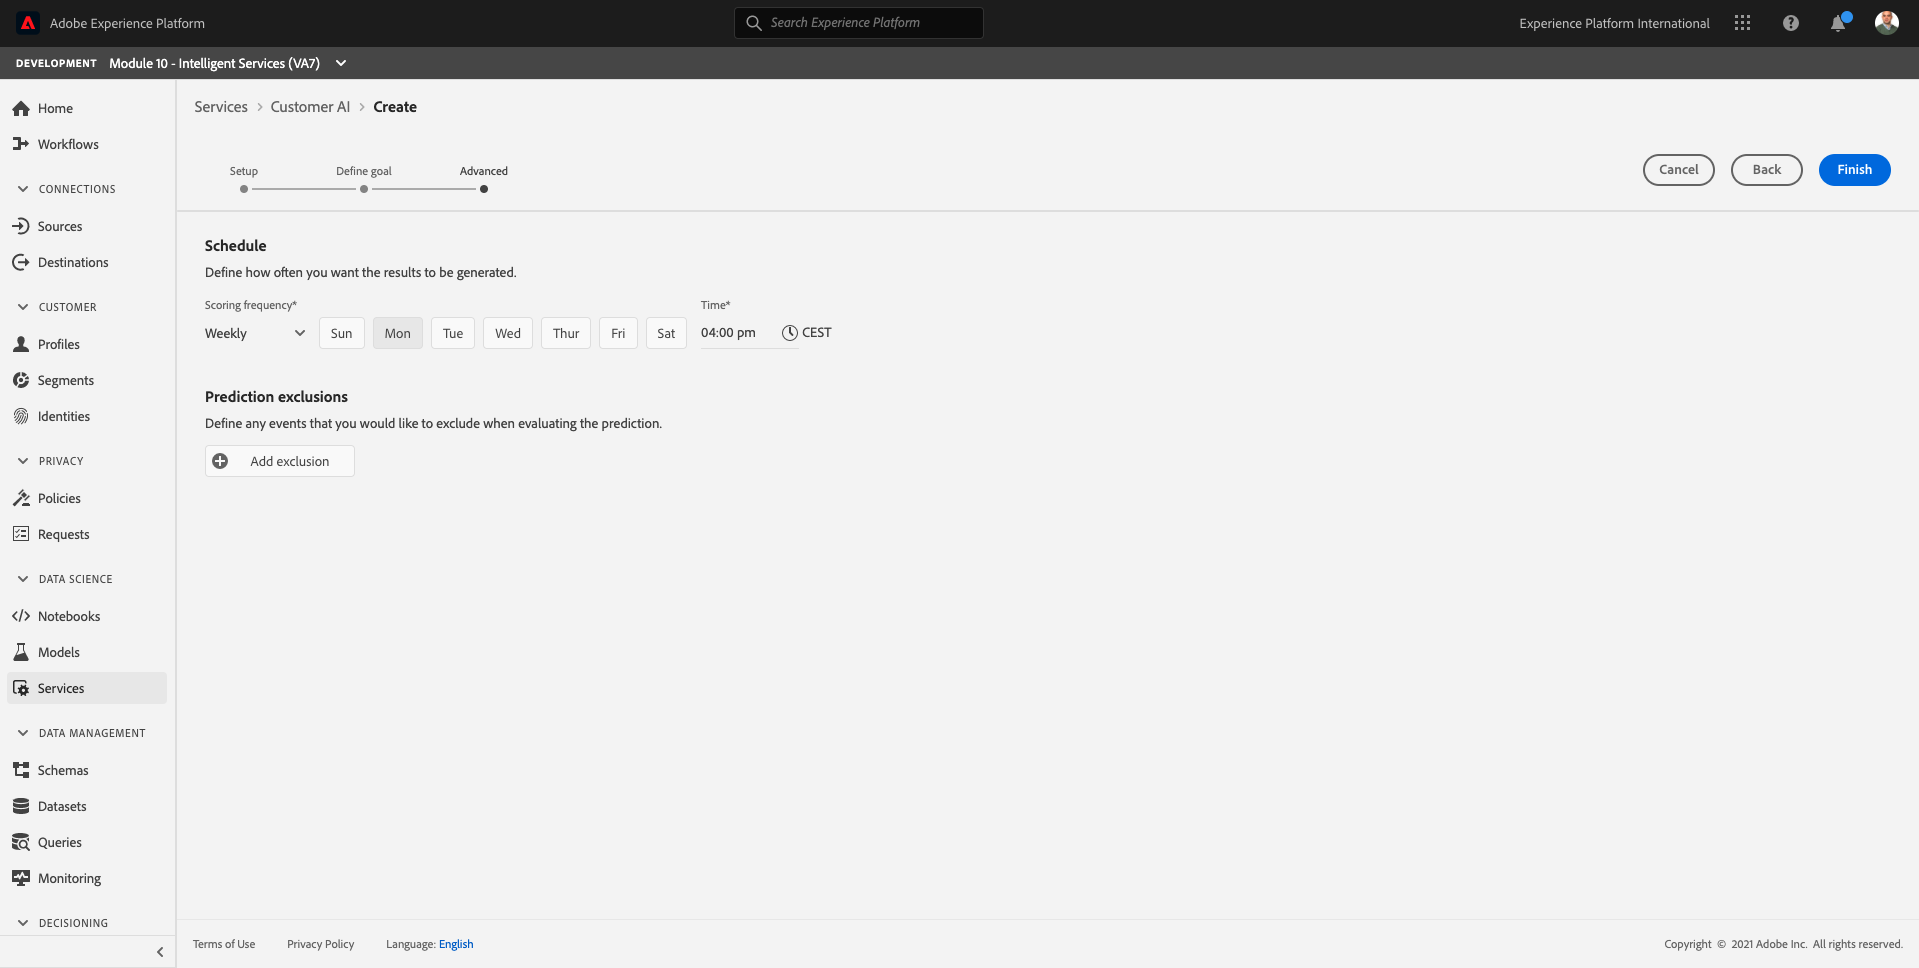 Adobe Experience Platform
Search Experience Platform
Experience Platform International
DEVELOPMENT Module 10 - Intelligent Services (VA7)
Home
Workflows
CONNECTIONS
Sources
Destinations
CUSTOMER
Profiles
Segments
Identities
PRIVACY
Policies
Requests
DATA SCIENCE
Notebooks
Models
Services
DATA MANAGEMENT
Schemas
Datasets
Queries
Monitoring
DECISIONING
Services > Customer AI > Create
Setup Define goal Advanced
Cancel Back Finish
Schedule
Define how often you want the results to be generated.
Scoring frequency* Time*
Weekly Sun Mon Tue Wed Thur Fri Sat 04:00 pm CEST
Prediction exclusions
Define any events that you would like to exclude when evaluating the prediction.
Add exclusion
Terms of Use Privacy Policy Language: English
Copyright © 2021 Adobe Inc. All rights reserved.